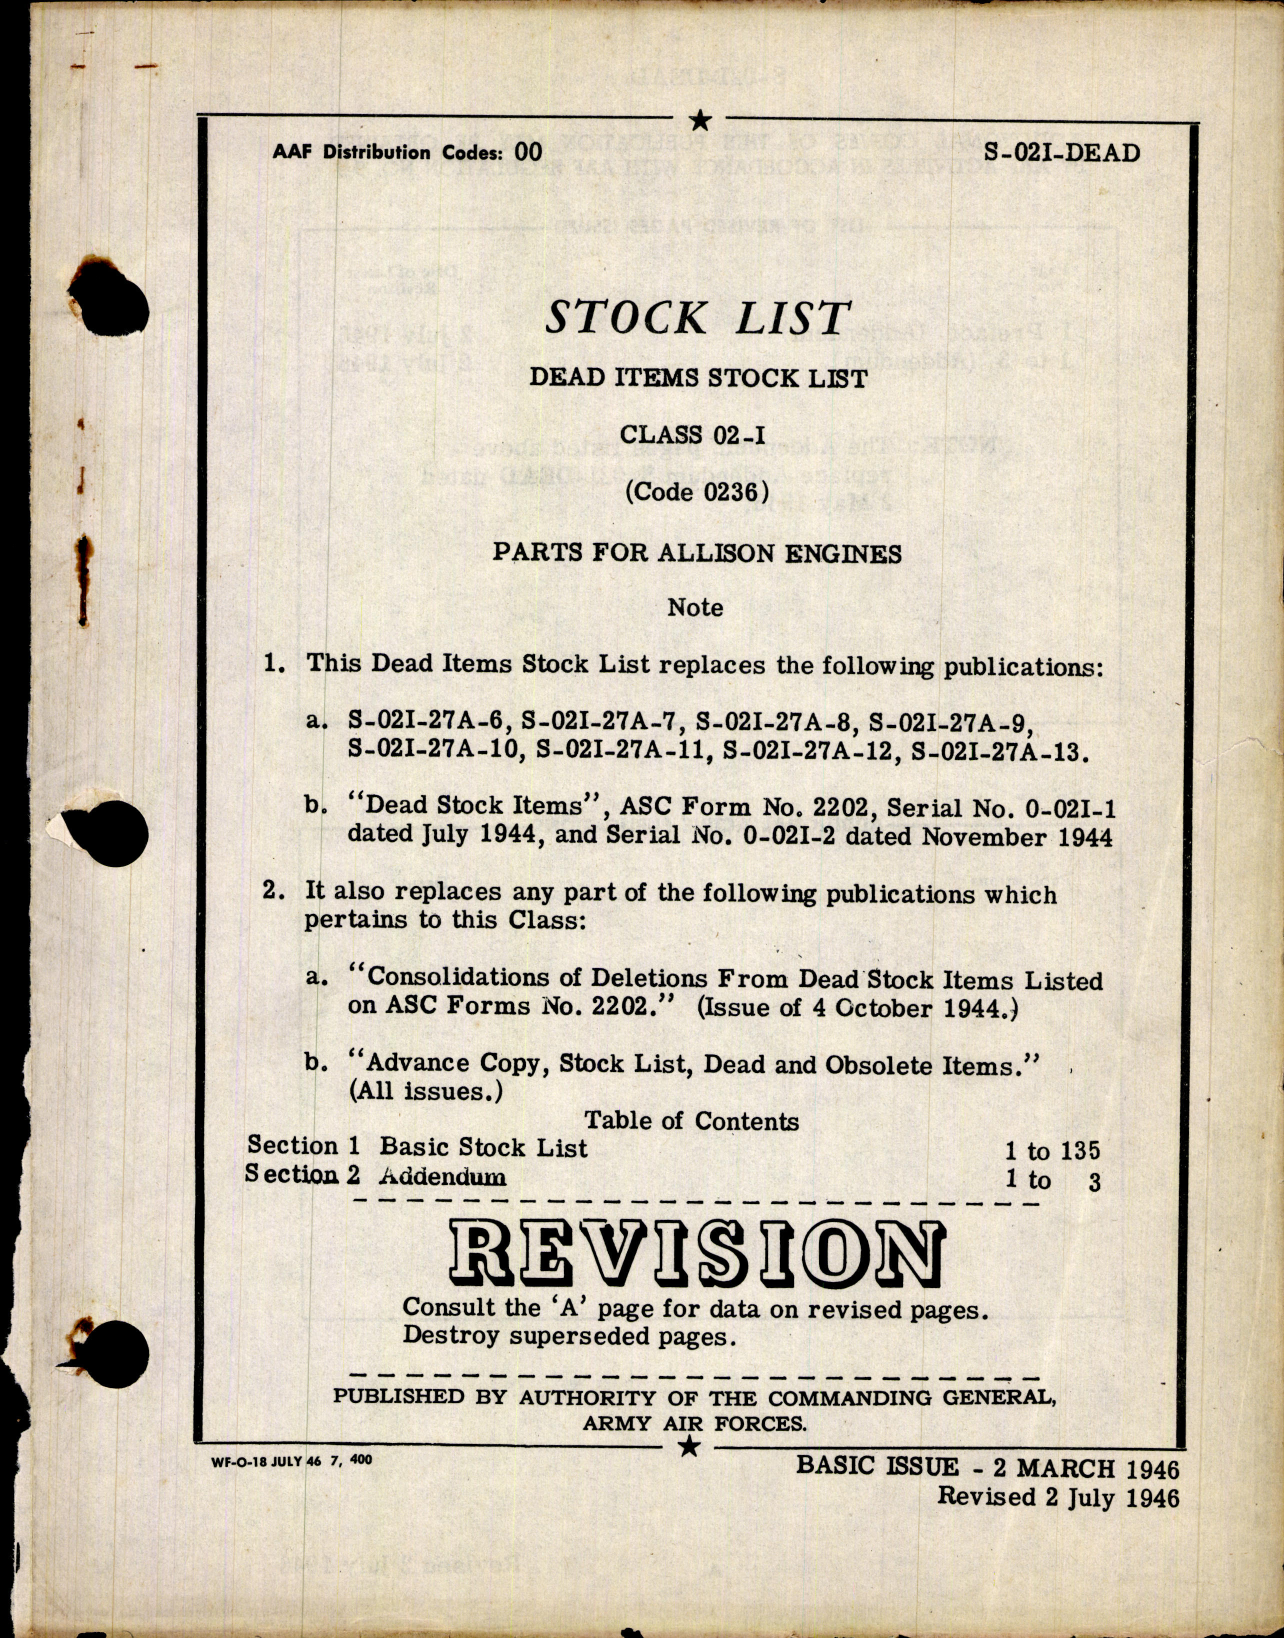 AAF Distribution Codes: 00
S-02I-DEAD
STOCK LIST
DEAD ITEMS STOCK LIST
CLASS 02-I
(Code 0236)
PARTS FOR ALLISON ENGINES
Note
1. This Dead Items Stock List replaces the following publications:
a. S-02I-27A-6, S-02I-27A-7, S-02I-27A-8, S-02I-27A-9,
S-02I-27A-10, S-02I-27A-11, S-02I-27A-12, S-02I-27A-13.
b. “Dead Stock Items”, ASC Form No. 2202, Serial No. 0-02I-1
dated July 1944, and Serial No. 0-02I-2 dated November 1944
2. It also replaces any part of the following publications which
pertains to this Class:
a. “Consolidations of Deletions From Dead Stock Items Listed
on ASC Forms No. 2202.” (Issue of 4 October 1944.)
b. “Advance Copy, Stock List, Dead and Obsolete Items.”
(All issues.)
Table of Contents
Section 1 Basic Stock List 1 to 135
Section 2 Addendum 1 to 3
REVISION
Consult the ‘A’ page for data on revised pages.
Destroy superseded pages.
PUBLISHED BY AUTHORITY OF THE COMMANDING GENERAL,
ARMY AIR FORCES.
WF-O-18 JULY 46 7, 400
BASIC ISSUE - 2 MARCH 1946
Revised 2 July 1946